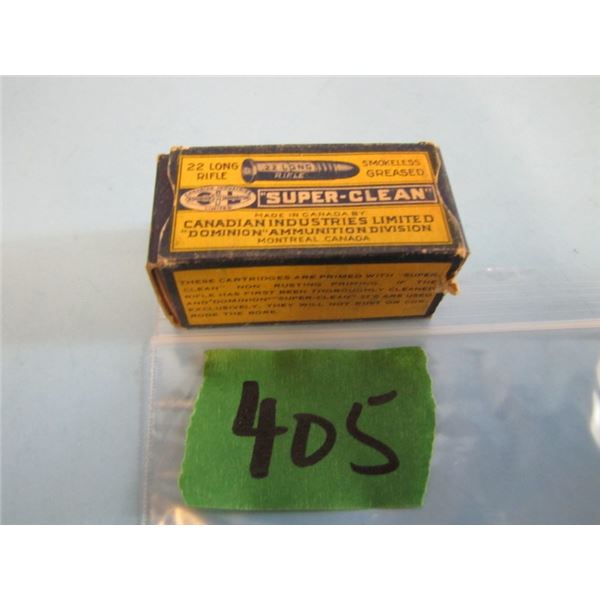 22 LONG
RIFLE
22 LONG
RIFLE
SMOKELESS
GREASED
"SUPER-CLEAN"
MADE IN CANADA BY
CANADIAN INDUSTRIES LIMITED
"DOMINION" AMMUNITION DIVISION
MONTREAL CANADA
THESE CARTRIDGES ARE PRIMED WITH "SUPER
CLEAN" NON RUSTING PRIMING. IF THE
RIFLE HAS FIRST BEEN THOROUGHLY CLEANED
AND "DOMINION" "SUPER-CLEAN" 22'S ARE USED
EXCLUSIVELY, THEY WILL NOT RUST OR COR-
RODE THE BORE.
405